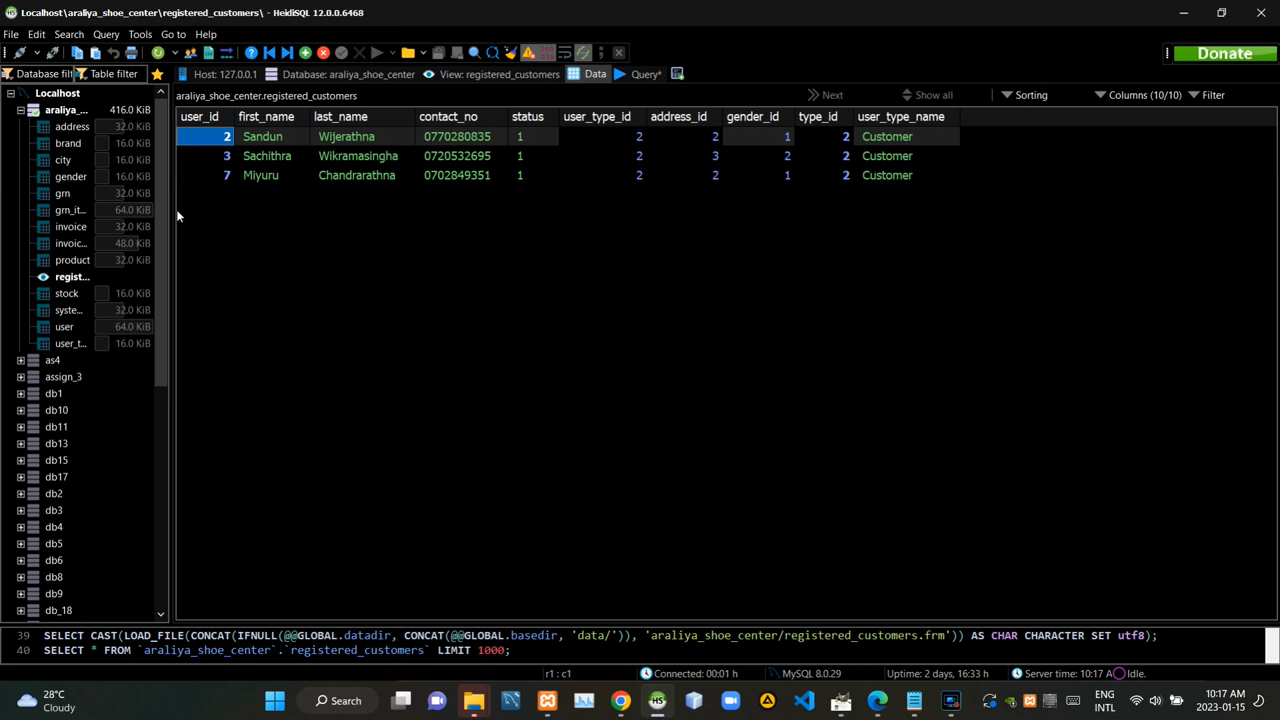 Localhost\araliya_shoe_center\registered_customers\ - HeidiSQL 12.0.0.6468
File Edit Search Query Tools Go to Help
Donate
Database filt Table filter Host: 127.0.0.1 Database: araliya_shoe_center View: registered_customers Data Query*
Localhost
araliya_... 416.0 KiB
address 32.0 KiB
brand 16.0 KiB
city 16.0 KiB
gender 16.0 KiB
grn 32.0 KiB
grn_it... 64.0 KiB
invoice 32.0 KiB
invoic... 48.0 KiB
product 32.0 KiB
regist...
stock 16.0 KiB
syste... 32.0 KiB
user 64.0 KiB
user_t... 16.0 KiB
as4
assign_3
db1
db10
db11
db13
db15
db17
db2
db3
db4
db5
db6
db8
db9
db_18
araliya_shoe_center.registered_customers Next Show all Sorting Columns (10/10) Filter
user_id first_name last_name contact_no status user_type_id address_id gender_id type_id user_type_name
2 Sandun Wijerathna 0770280835 1 2 2 1 2 Customer
3 Sachithra Wikramasingha 0720532695 1 2 3 2 2 Customer
7 Miyuru Chandrarathna 0702849351 1 2 2 1 2 Customer
39 SELECT CAST(LOAD_FILE(CONCAT(IFNULL(@@GLOBAL.datadir, CONCAT(@@GLOBAL.basedir, 'data/')), 'araliya_shoe_center/registered_customers.frm')) AS CHAR CHARACTER SET utf8);
40 SELECT * FROM `araliya_shoe_center`.`registered_customers` LIMIT 1000;
r1 : c1 Connected: 00:01 h MySQL 8.0.29 Uptime: 2 days, 16:33 h Server time: 10:17 A Idle.
28°C
Cloudy
Search
ENG
INTL
10:17 AM
2023-01-15